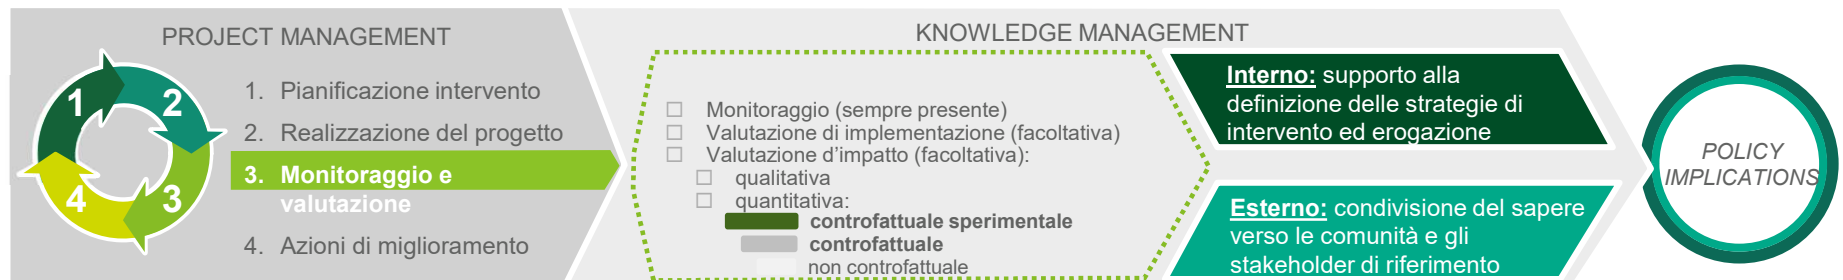 PROJECT MANAGEMENT
1
2
3
4
1. Pianificazione intervento
2. Realizzazione del progetto
3. Monitoraggio e
valutazione
4. Azioni di miglioramento
KNOWLEDGE MANAGEMENT
Monitoraggio (sempre presente)
Valutazione di implementazione (facoltativa)
Valutazione d'impatto (facoltativa):
qualitativa
quantitativa:
controfattuale sperimentale
controfattuale
non controfattuale
Interno: supporto alla
definizione delle strategie di
intervento ed erogazione
Esterno: condivisione del sapere
verso le comunità e gli
stakeholder di riferimento
POLICY
IMPLICATIONS